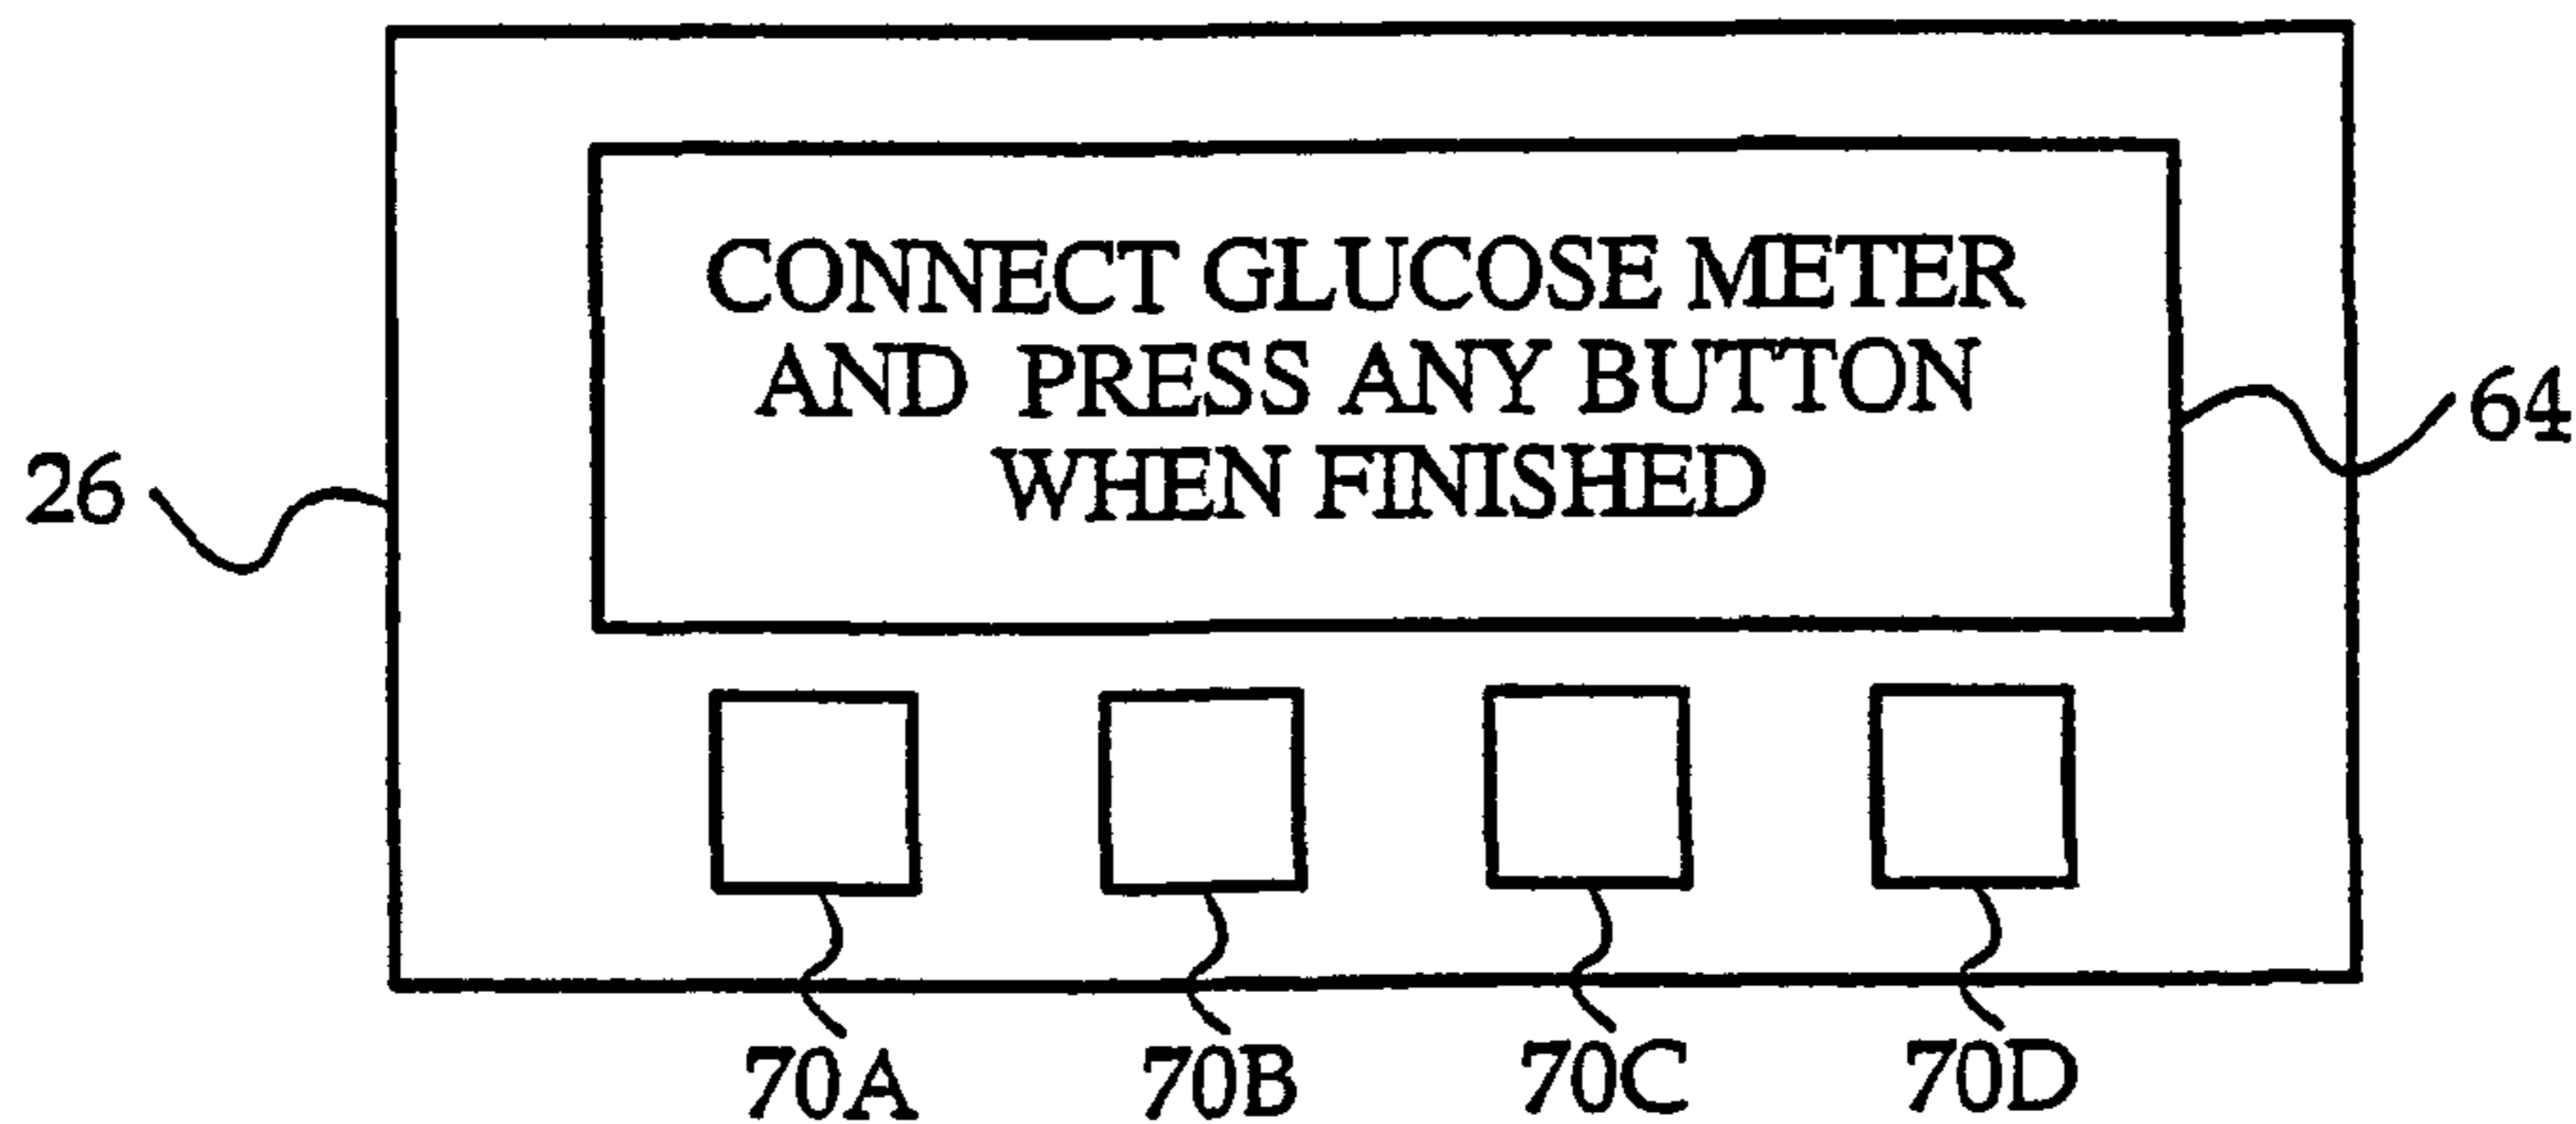 CONNECT GLUCOSE METER
AND PRESS ANY BUTTON
WHEN FINISHED
64
26
70A 70B 70C 70D